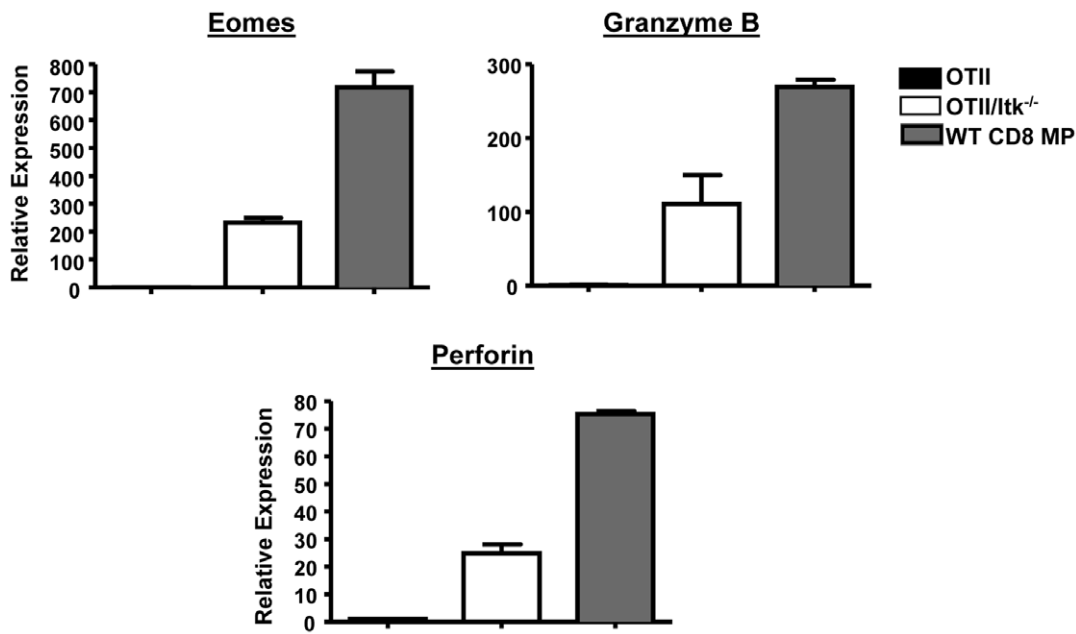 Eomes
Granzyme B
Relative Expression
800
700
600
500
400
300
200
100
0
300
200
100
0
OTII
OTII/Itk-/-
WT CD8 MP
Perforin
Relative Expression
80
70
60
50
40
30
20
10
0